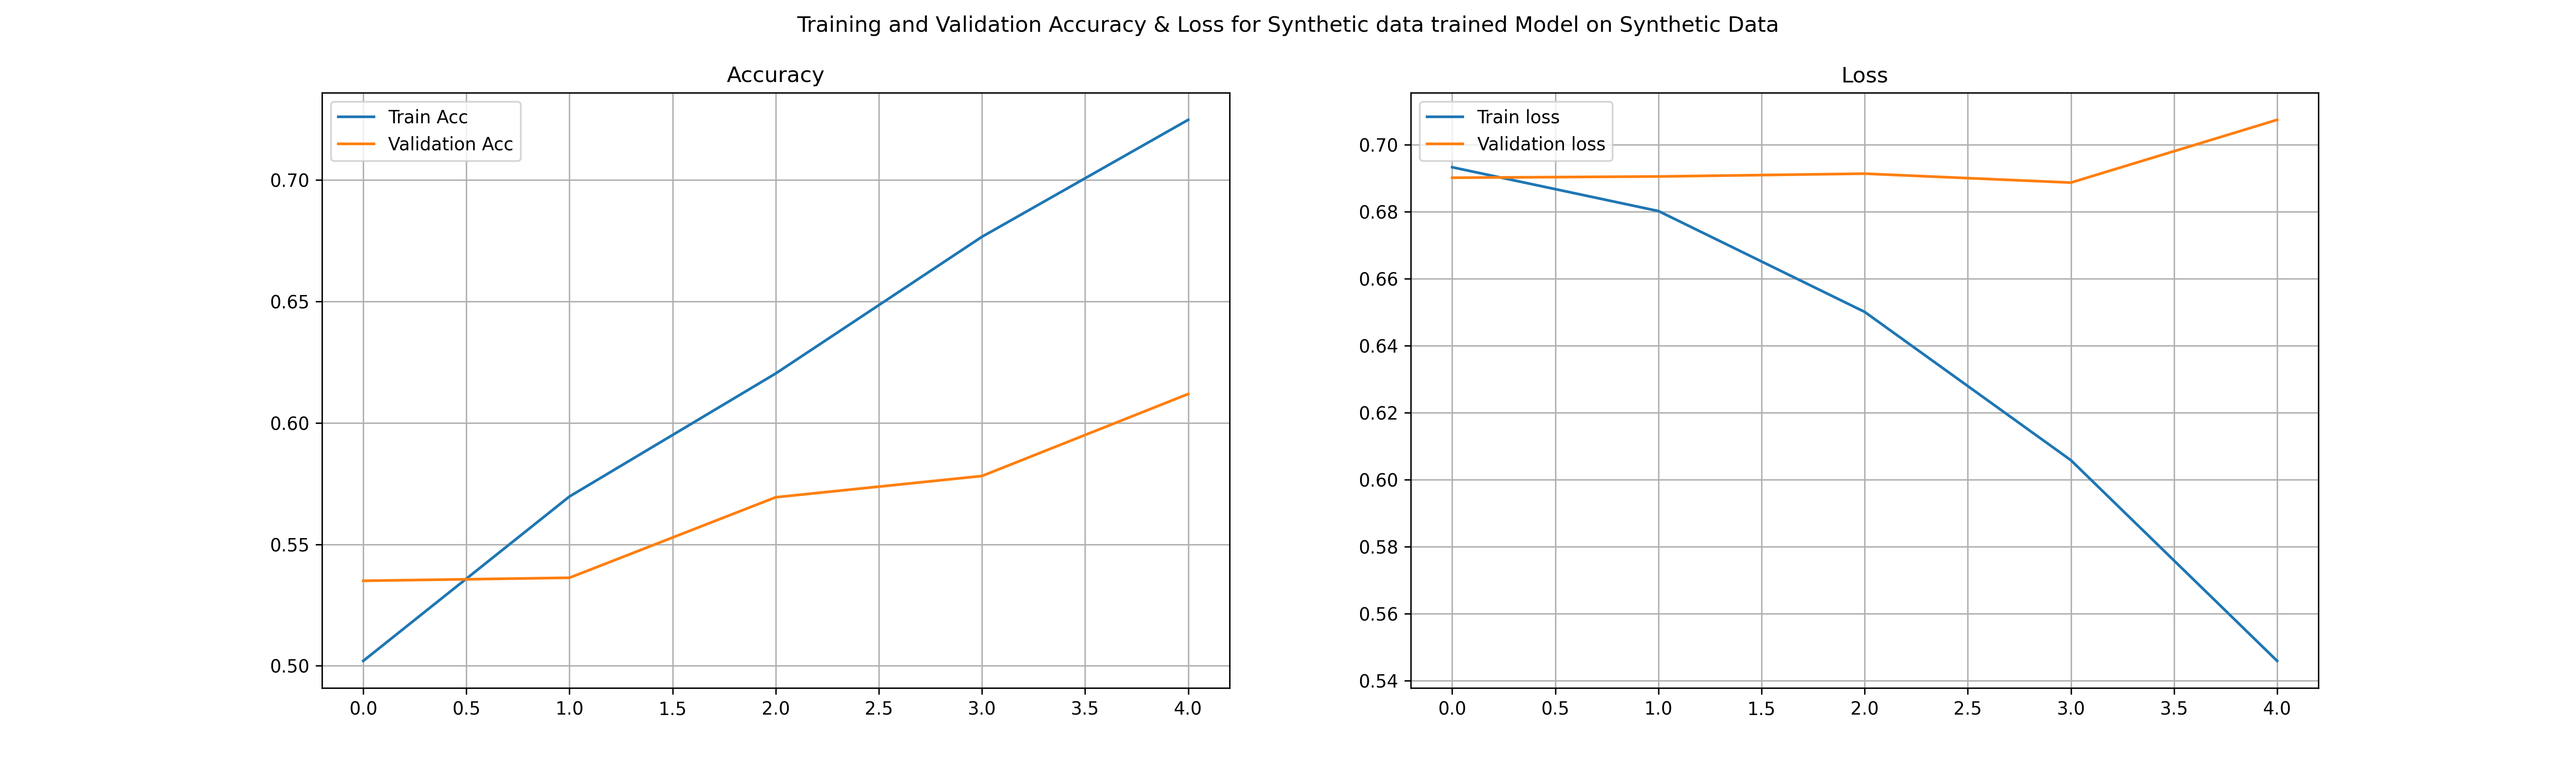 Training and Validation Accuracy & Loss for Synthetic data trained Model on Synthetic Data
Accuracy
Train Acc
Validation Acc
0.70
0.65
0.60
0.55
0.50
0.0 0.5 1.0 1.5 2.0 2.5 3.0 3.5 4.0
Loss
Train loss
Validation loss
0.70
0.68
0.66
0.64
0.62
0.60
0.58
0.56
0.54
0.0 0.5 1.0 1.5 2.0 2.5 3.0 3.5 4.0